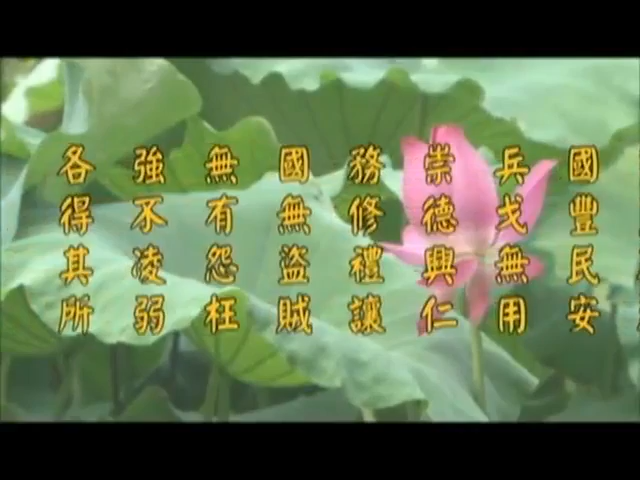 國豐民安
兵戈無用
崇德興仁
務修禮讓
國無盜賊
無有怨枉
強不凌弱
各得其所